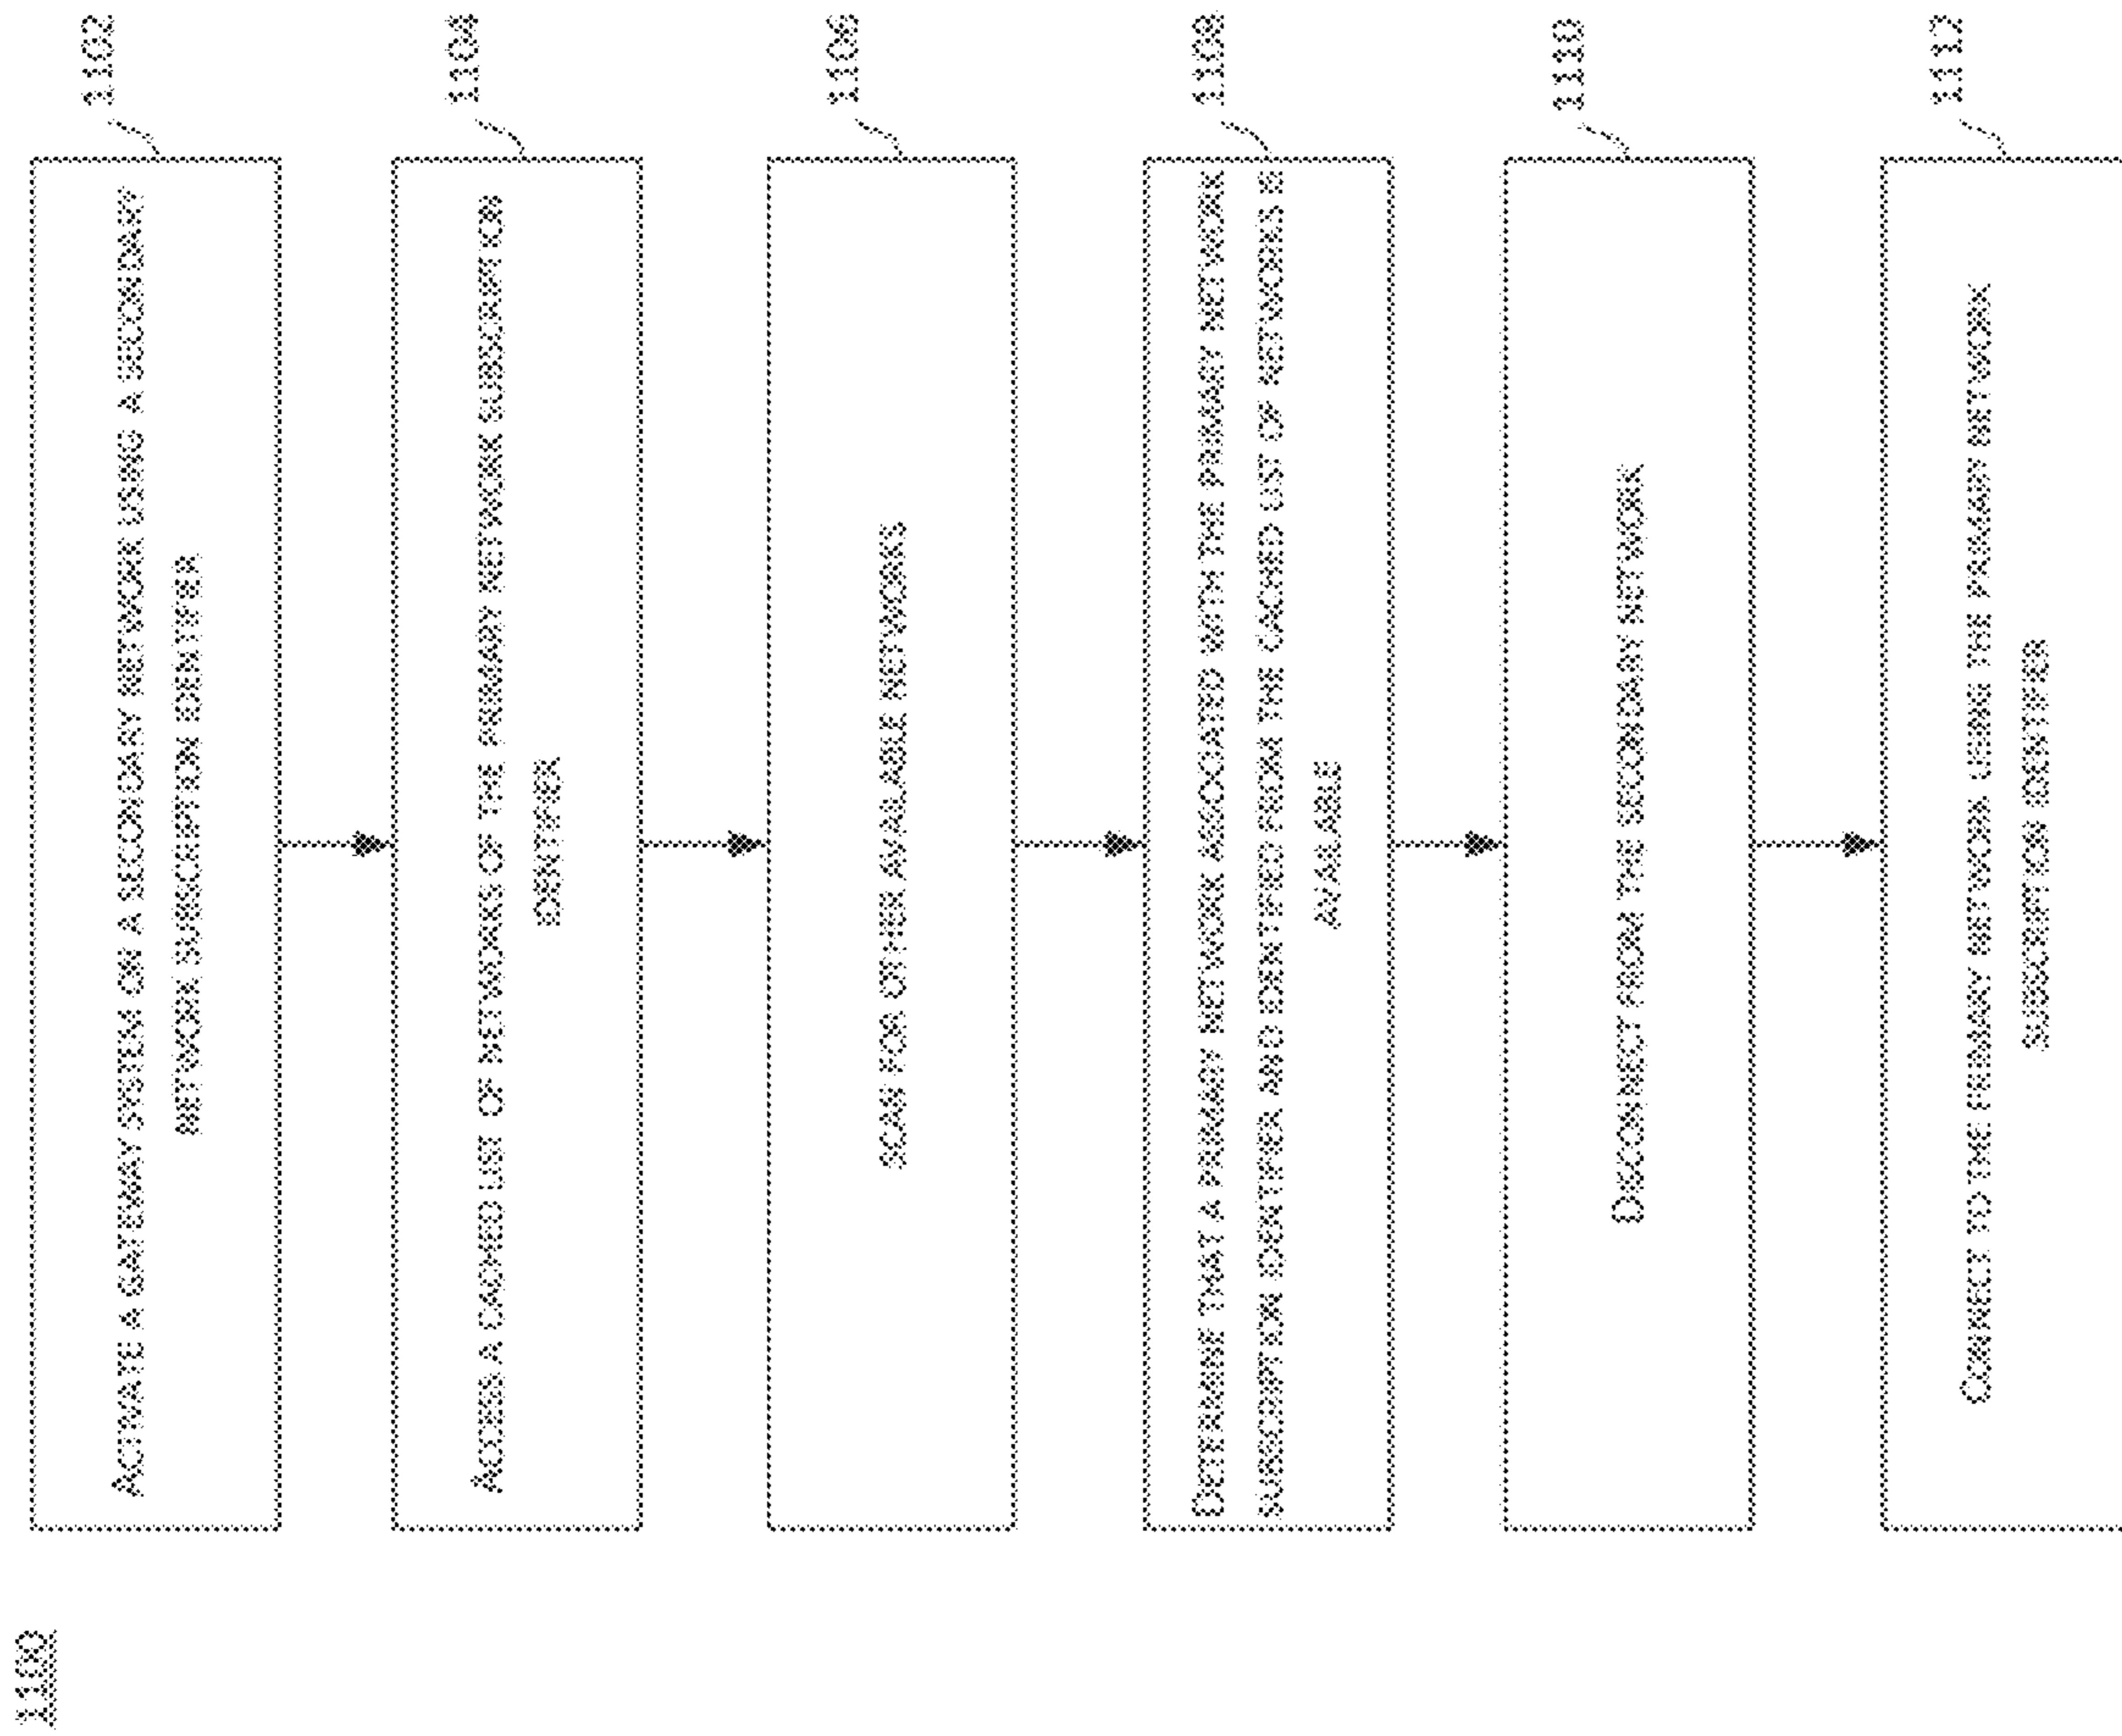 1100
1102
ACTIVATE A GATEWAY SYSTEM ON A SECONDARY NETWORK USING A SECONDARY
NETWORK SUBSCRIPTION IDENTIFIER
1104
ACCESS A CACHED LIST OF NETWORKS OF THE PRIMARY NETWORK SUBSCRIPTION
IDENTIFIER
1106
SCAN FOR OTHER AVAILABLE NETWORKS
1108
DETERMINE THAT A PRIMARY NETWORK ASSOCIATED WITH THE PRIMARY NETWORK
SUBSCRIPTION IDENTIFIER AND IDENTIFIED FROM THE CACHED LIST OF NETWORKS IS
AVAILABLE
1110
DISCONNECT FROM THE SECONDARY NETWORK
1112
CONNECT TO THE PRIMARY NETWORK USING THE PRIMARY NETWORK
SUBSCRIPTION IDENTIFIER